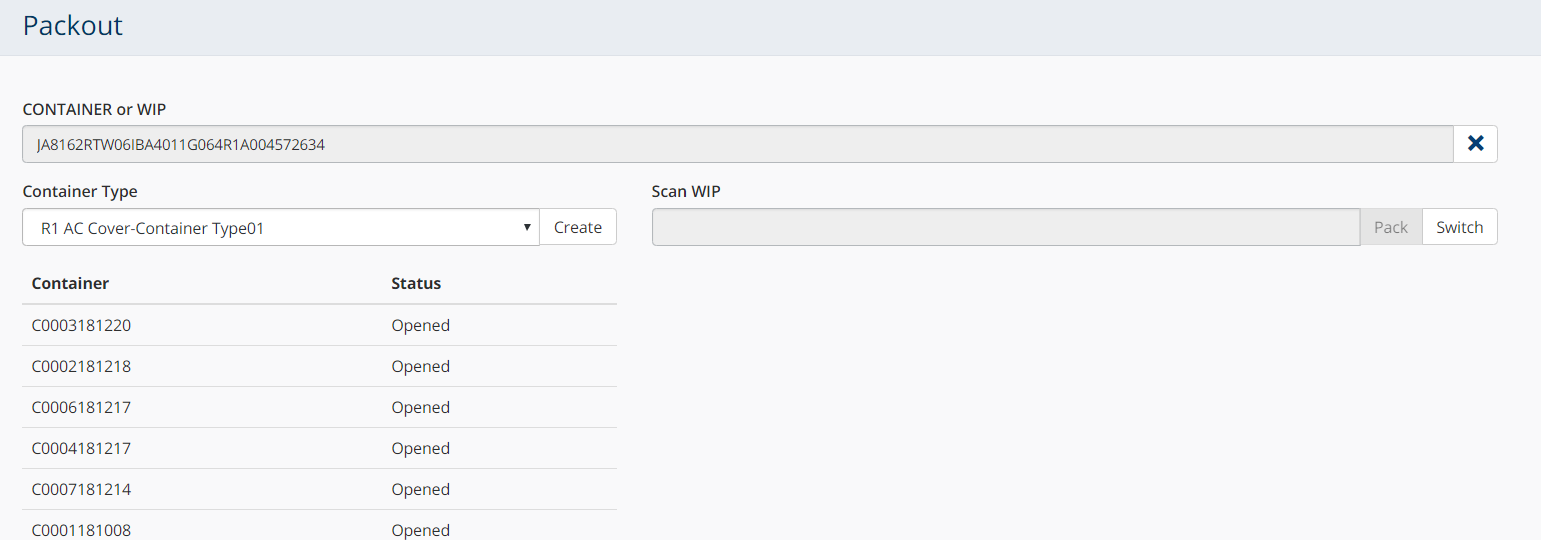 Packout
CONTAINER or WIP
JA8162RTW06IBA4011G064R1A004572634
Container Type
Scan WIP
R1 AC Cover-Container Type01
Create
Pack
Switch
Container Status
C0003181220 Opened
C0002181218 Opened
C0006181217 Opened
C0004181217 Opened
C0007181214 Opened
C0001181008 Opened